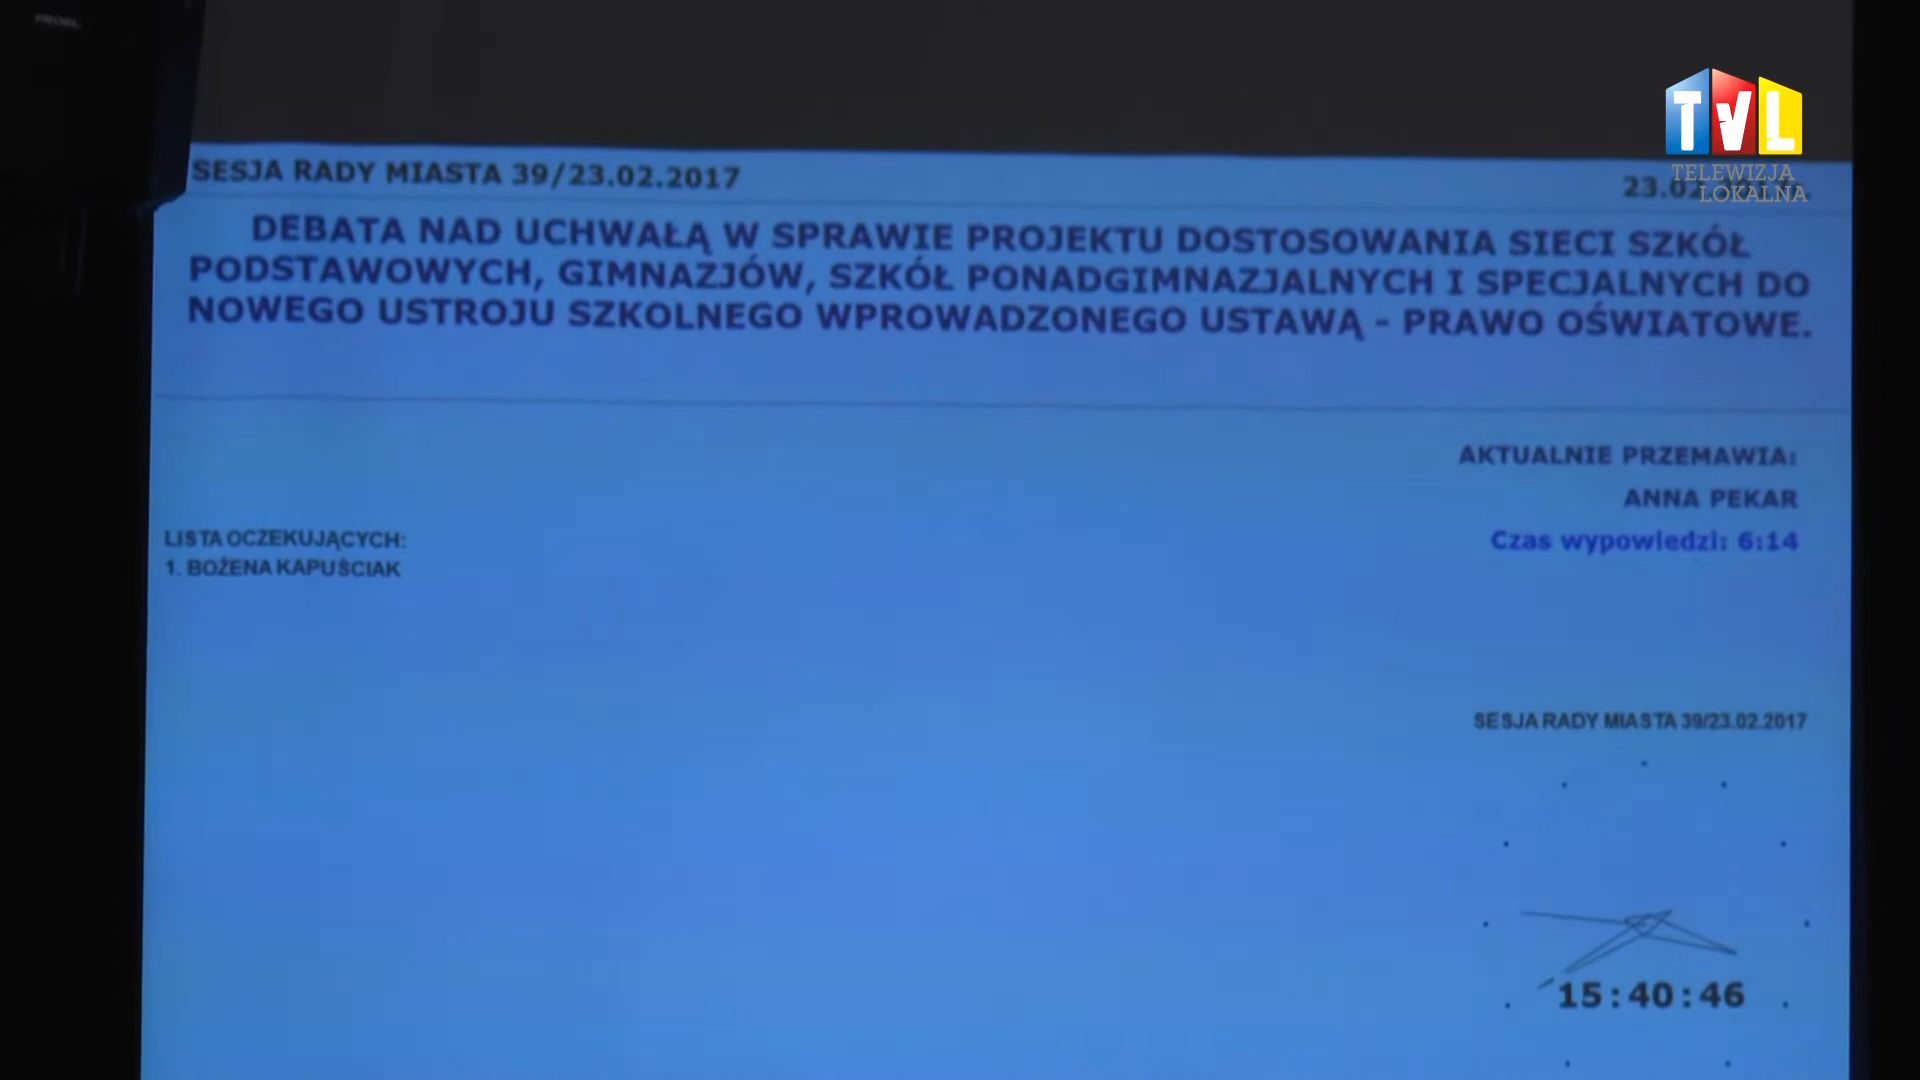 TVL
TELEWIZJA
LOKALNA
SESJA RADY MIASTA 39/23.02.2017
DEBATA NAD UCHWAŁĄ W SPRAWIE PROJEKTU DOSTOSOWANIA SIECI SZKÓŁ
PODSTAWOWYCH, GIMNAZJÓW, SZKÓŁ PONADGIMNAZJALNYCH I SPECJALNYCH DO
NOWEGO USTROJU SZKOLNEGO WPROWADZONEGO USTAWĄ - PRAWO OŚWIATOWE.
AKTUALNIE PRZEMAWIA:
ANNA PEKAR
Czas wypowiedzi: 6:14
LISTA OCZEKUJĄCYCH:
1. BOŻENA KAPUŚCIAK
SESJA RADY MIASTA 39/23.02.2017
15:40:46